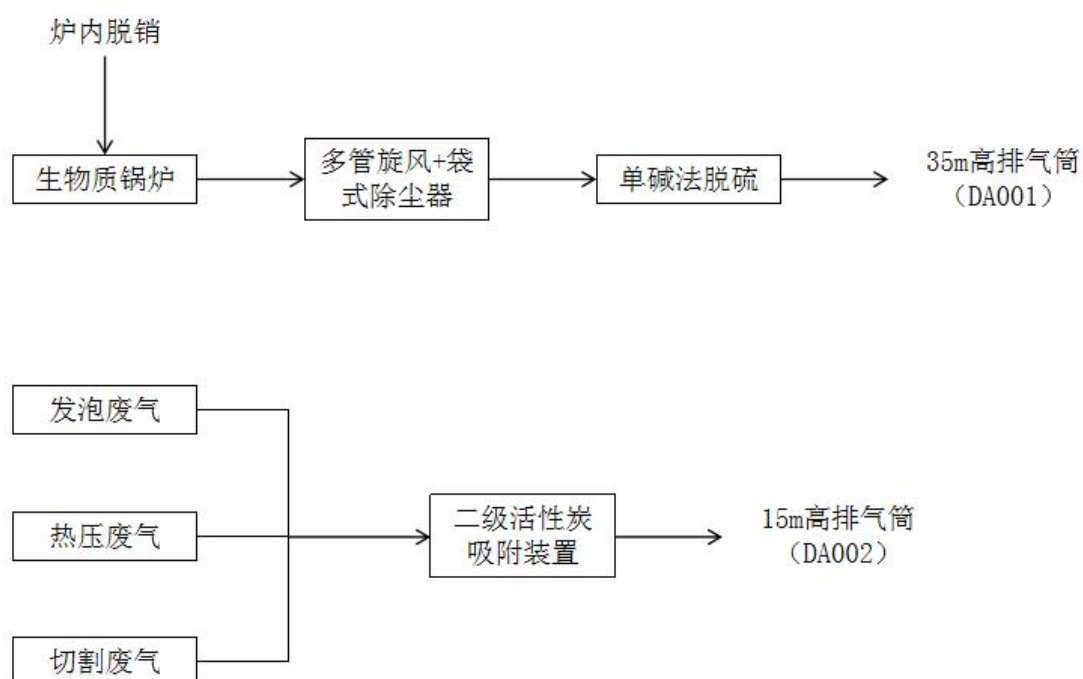 炉内脱销
生物质锅炉
多管旋风+袋
式除尘器
单碱法脱硫
35m高排气筒
（DA001）
发泡废气
热压废气
切割废气
二级活性炭
吸附装置
15m高排气筒
（DA002）